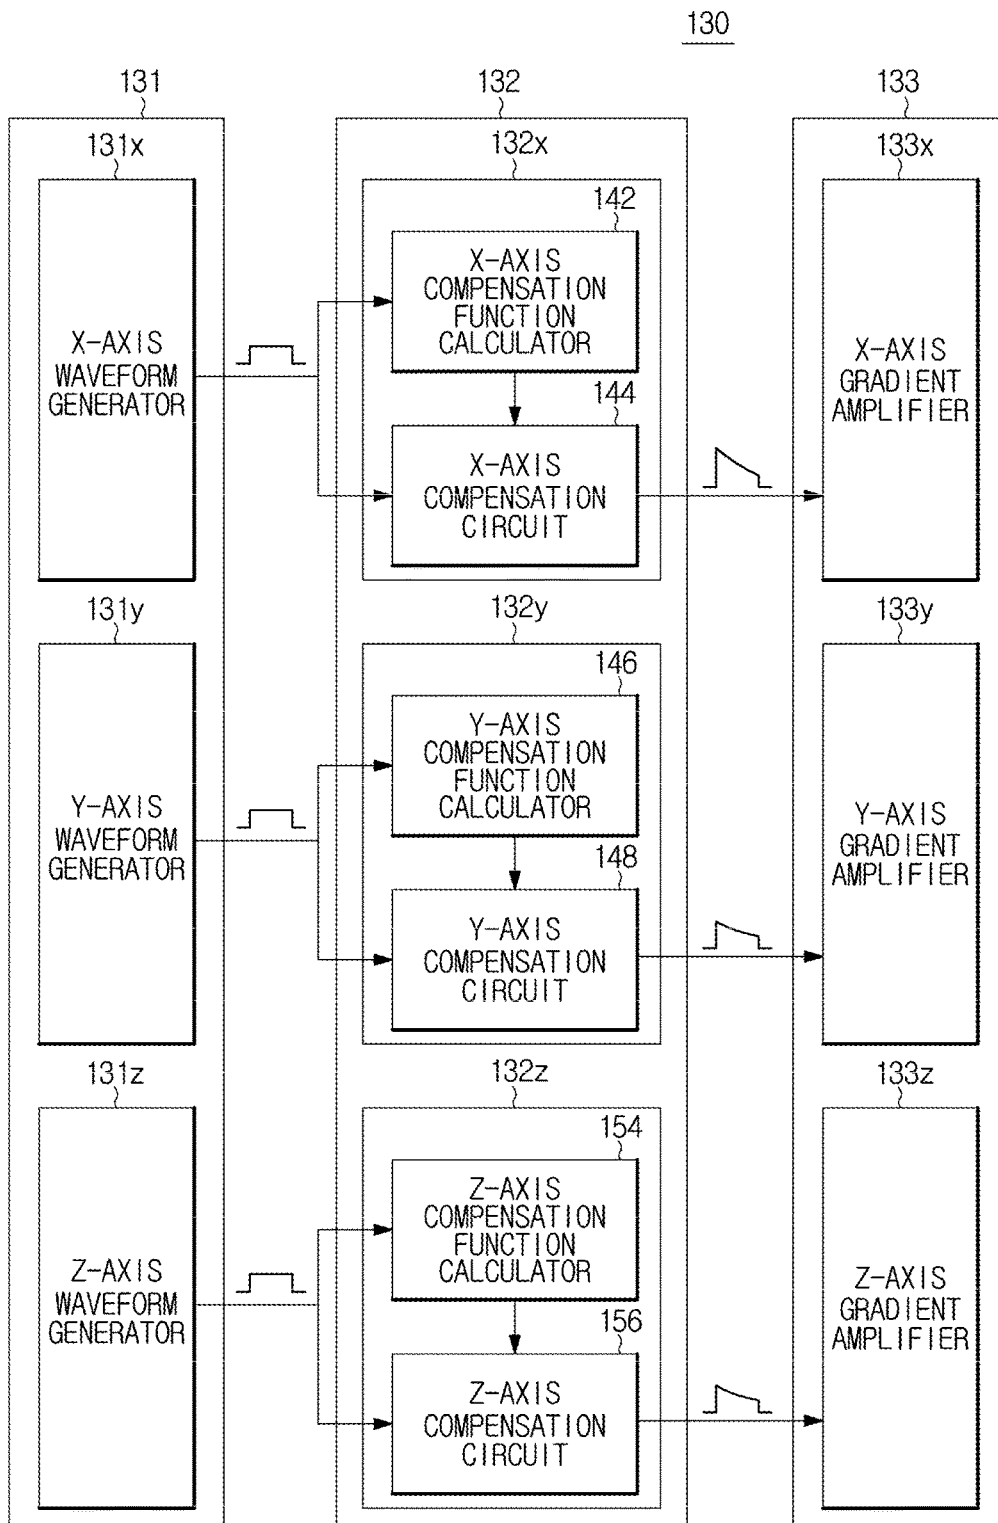 130
131
132
133
131x
132x
133x
142
X-AXIS
COMPENSATION
FUNCTION
CALCULATOR
X-AXIS
WAVEFORM
GENERATOR
X-AXIS
GRADIENT
AMPLIFIER
144
X-AXIS
COMPENSATION
CIRCUIT
131y
132y
133y
146
Y-AXIS
COMPENSATION
FUNCTION
CALCULATOR
Y-AXIS
WAVEFORM
GENERATOR
Y-AXIS
GRADIENT
AMPLIFIER
148
Y-AXIS
COMPENSATION
CIRCUIT
131z
132z
133z
154
Z-AXIS
COMPENSATION
FUNCTION
CALCULATOR
Z-AXIS
WAVEFORM
GENERATOR
Z-AXIS
GRADIENT
AMPLIFIER
156
Z-AXIS
COMPENSATION
CIRCUIT